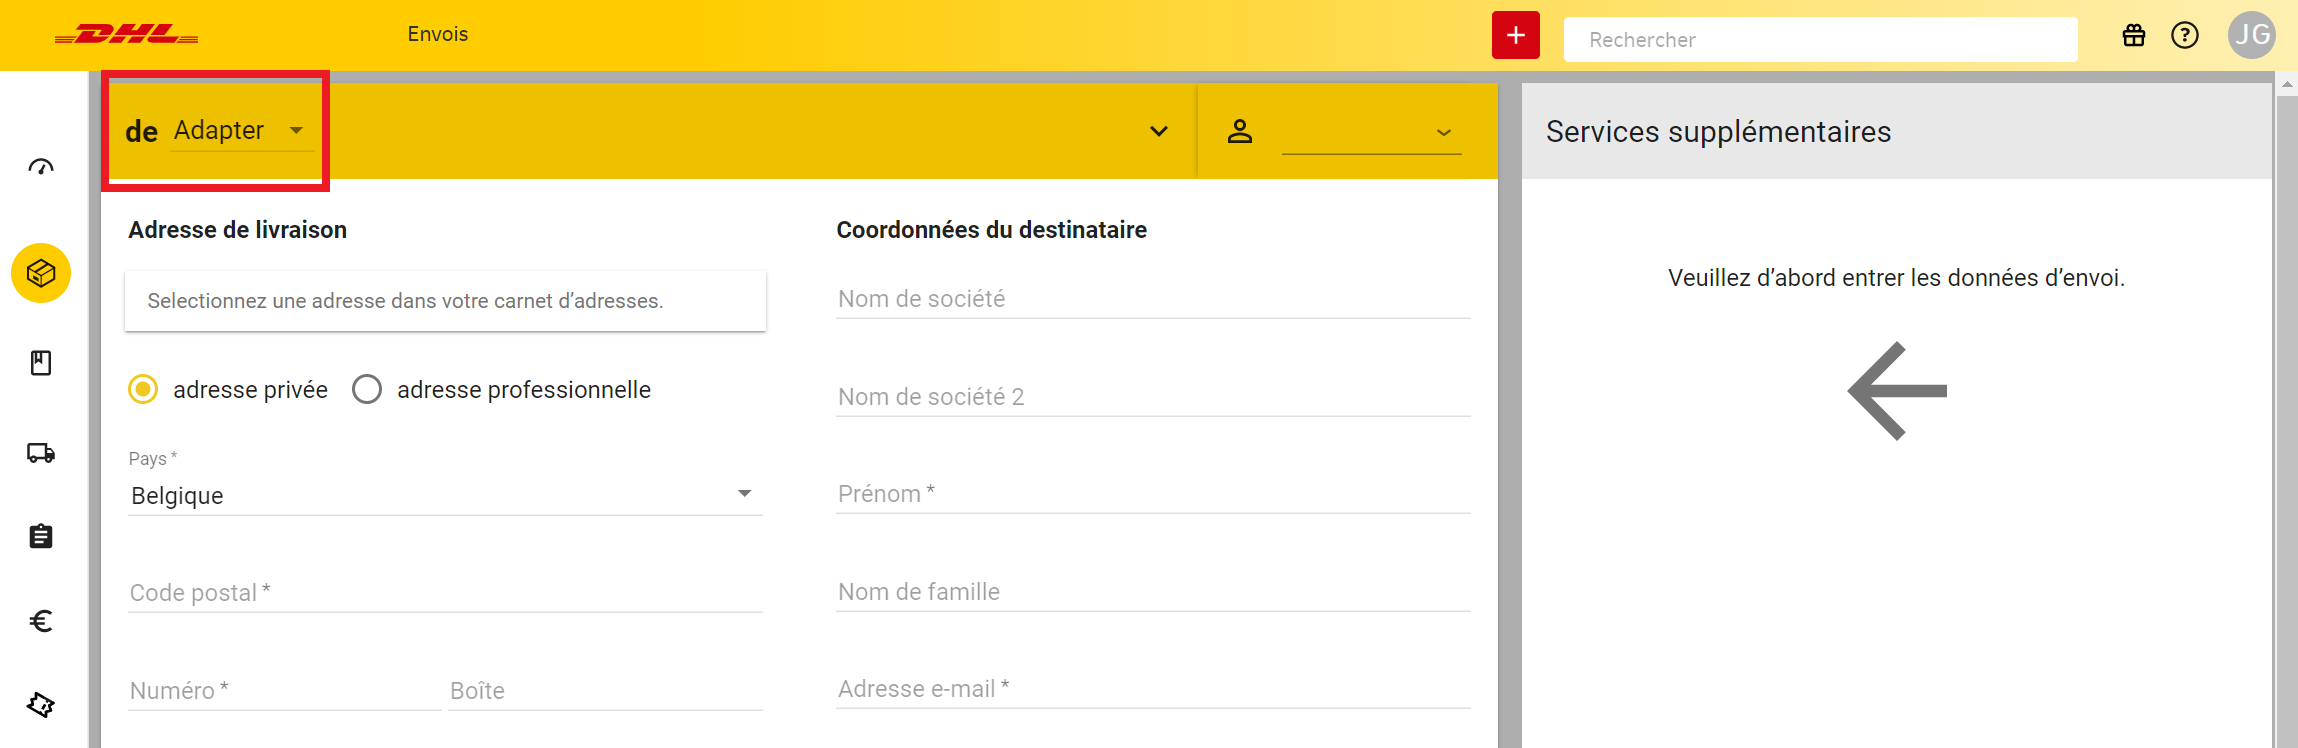 DHL
Envois
+
Rechercher
?
JG
de Adapter
Services supplémentaires
Adresse de livraison
Selectionnez une adresse dans votre carnet d’adresses.
adresse privée adresse professionnelle
Pays *
Belgique
Code postal *
Numéro * Boîte
Coordonnées du destinataire
Nom de société
Nom de société 2
Prénom *
Nom de famille
Adresse e-mail *
Veuillez d’abord entrer les données d’envoi.
€